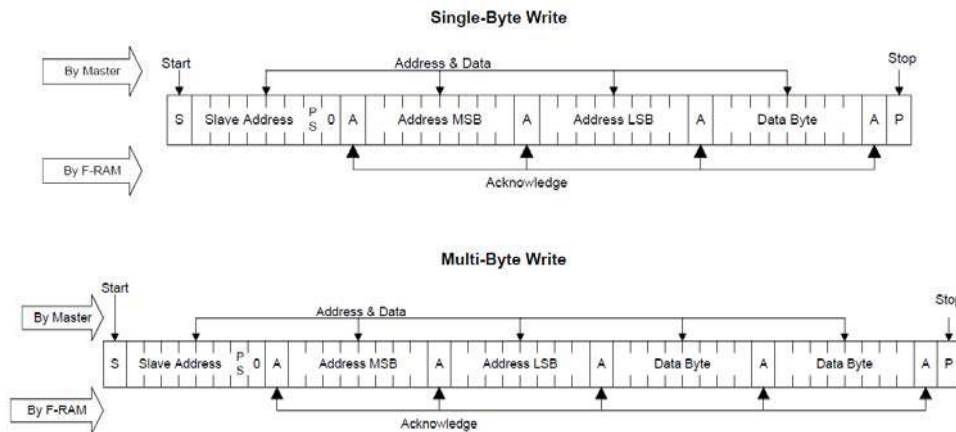 Single-Byte Write
By Master
Start
Address & Data
Stop
S Slave Address PS 0 A Address MSB A Address LSB A Data Byte A P
By F-RAM
Acknowledge
Multi-Byte Write
Start
By Master
Address & Data
Stop
S Slave Address PS 0 A Address MSB A Address LSB A Data Byte A Data Byte A P
By F-RAM
Acknowledge